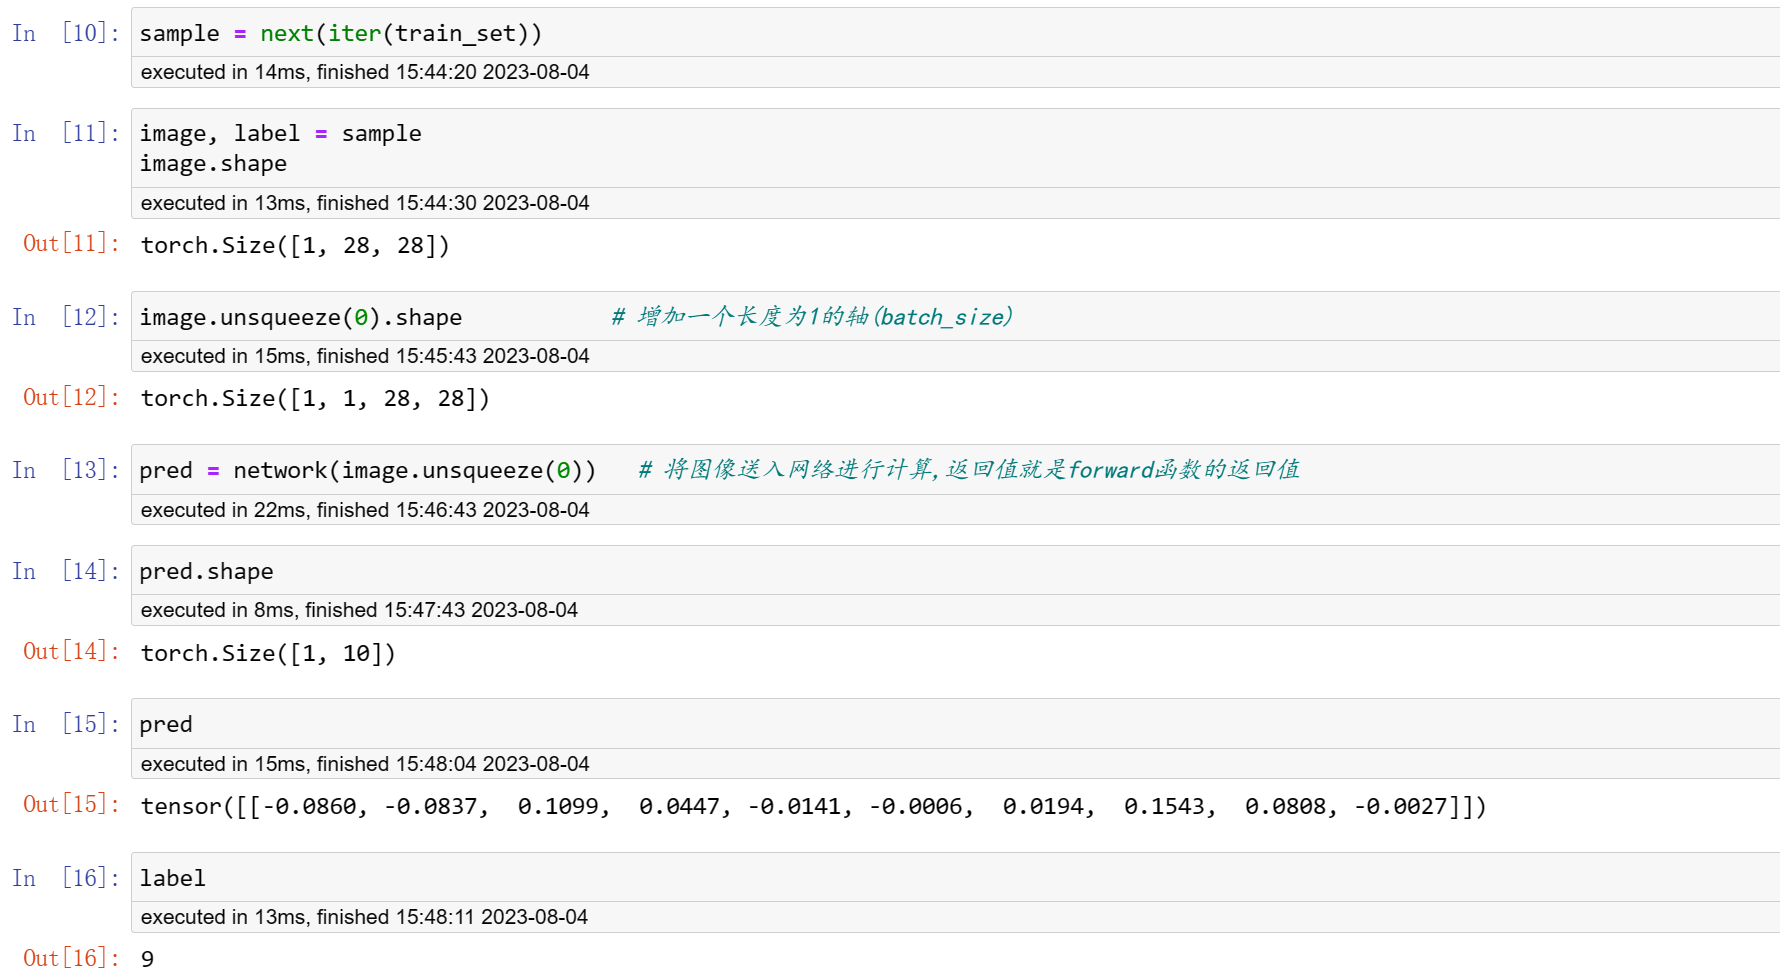 In [10]: sample = next(iter(train_set))
executed in 14ms, finished 15:44:20 2023-08-04
In [11]: image, label = sample
image.shape
executed in 13ms, finished 15:44:30 2023-08-04
Out[11]: torch.Size([1, 28, 28])
In [12]: image.unsqueeze(0).shape # 增加一个长度为1的轴(batch_size)
executed in 15ms, finished 15:45:43 2023-08-04
Out[12]: torch.Size([1, 1, 28, 28])
In [13]: pred = network(image.unsqueeze(0)) # 将图像送入网络进行计算,返回值就是forward函数的返回值
executed in 22ms, finished 15:46:43 2023-08-04
In [14]: pred.shape
executed in 8ms, finished 15:47:43 2023-08-04
Out[14]: torch.Size([1, 10])
In [15]: pred
executed in 15ms, finished 15:48:04 2023-08-04
Out[15]: tensor([[-0.0860, -0.0837, 0.1099, 0.0447, -0.0141, -0.0006, 0.0194, 0.1543, 0.0808, -0.0027]])
In [16]: label
executed in 13ms, finished 15:48:11 2023-08-04
Out[16]: 9